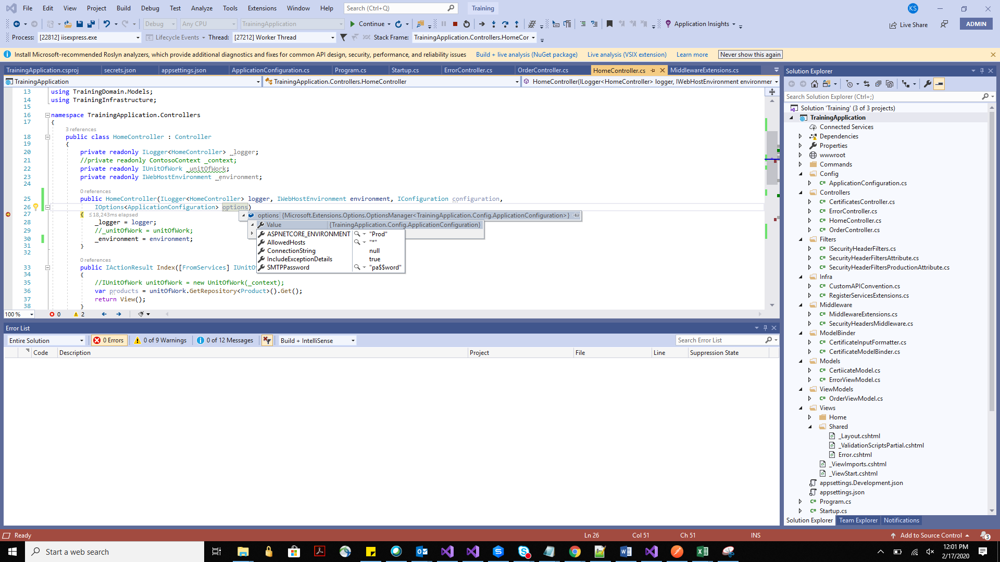 File Edit View Project Build Debug Test Analyze Tools Extensions Window Help Search (Ctrl+Q) Training KS
Debug Any CPU TrainingApplication Continue Application Insights Live Share ADMIN
Process: [22812] iisexpress.exe Lifecycle Events Thread: [27212] Worker Thread Stack Frame: TrainingApplication.Controllers.HomeCor
Install Microsoft-recommended Roslyn analyzers, which provide additional diagnostics and fixes for common API design, security, performance, and reliability issues Build + live analysis (NuGet package) Live analysis (VSIX extension) Learn more Never show this again
TrainingApplication.csproj secrets.json appsettings.json ApplicationConfiguration.cs Program.cs Startup.cs ErrorController.cs OrderController.cs HomeController.cs MiddlewareExtensions.cs
TrainingApplication TrainingApplication.Controllers.HomeController HomeController(ILogger<HomeController> logger, IWebHostEnvironment environmer
13 using TrainingDomain.Models;
14 using TrainingInfrastructure;
15
16 namespace TrainingApplication.Controllers
17 {
3 references
18 public class HomeController : Controller
19 {
20 private readonly ILogger<HomeController> _logger;
21 //private readonly ContosoContext _context;
22 private readonly IUnitOfWork _unitOfWork;
23 private readonly IWebHostEnvironment _environment;
24
0 references
25 public HomeController(ILogger<HomeController> logger, IWebHostEnvironment environment, IConfiguration configuration,
26 IOptions<ApplicationConfiguration> options)
27 { ≤18,243ms elapsed
28 _logger = logger;
29 //_unitOfWork = unitOfWork;
30 _environment = environment;
31 }
32
0 references
33 public IActionResult Index([FromServices] IUnit
34 {
35 //IUnitOfWork unitOfWork = new UnitOfWork(_context);
36 var products = unitOfWork.GetRepository<Product>().Get();
37 return View();
38 }
options {Microsoft.Extensions.Options.OptionsManager<TrainingApplication.Config.ApplicationConfiguration>}
Value {TrainingApplication.Config.ApplicationConfiguration}
ASPNETCORE_ENVIRONMENT "Prod"
AllowedHosts "*"
ConnectionString null
IncludeExceptionDetails true
SMTPPassword "pa$$word"
100 % 0 2
Error List
Entire Solution 0 Errors 0 of 9 Warnings 0 of 12 Messages Build + IntelliSense Search Error List
Code Description Project File Line Suppression State
Solution Explorer
Search Solution Explorer (Ctrl+;)
Solution 'Training' (3 of 3 projects)
TrainingApplication
Connected Services
Dependencies
Properties
wwwroot
Commands
Config
C# ApplicationConfiguration.cs
Controllers
C# CertificatesController.cs
C# ErrorController.cs
C# HomeController.cs
C# OrderController.cs
Filters
C# ISecurityHeaderFilters.cs
C# SecurityHeaderFiltersAttribute.cs
C# SecurityHeaderFiltersProductionAttribute.cs
Infra
C# CustomAPIConvention.cs
C# RegisterServicesExtensions.cs
Middleware
C# MiddlewareExtensions.cs
C# SecurityHeadersMiddleware.cs
ModelBinder
C# CertificateInputFormatter.cs
C# CertificateModelBinder.cs
Models
C# CertiicateModel.cs
C# ErrorViewModel.cs
ViewModels
C# OrderViewModel.cs
Views
Home
Shared
_Layout.cshtml
_ValidationScriptsPartial.cshtml
Error.cshtml
_ViewImports.cshtml
_ViewStart.cshtml
appsettings.Development.json
appsettings.json
C# Program.cs
C# Startup.cs
Solution Explorer Team Explorer Notifications
Ready Ln 26 Col 51 Ch 51 INS Add to Source Control 3
Start a web search 12:01 PM
2/17/2020